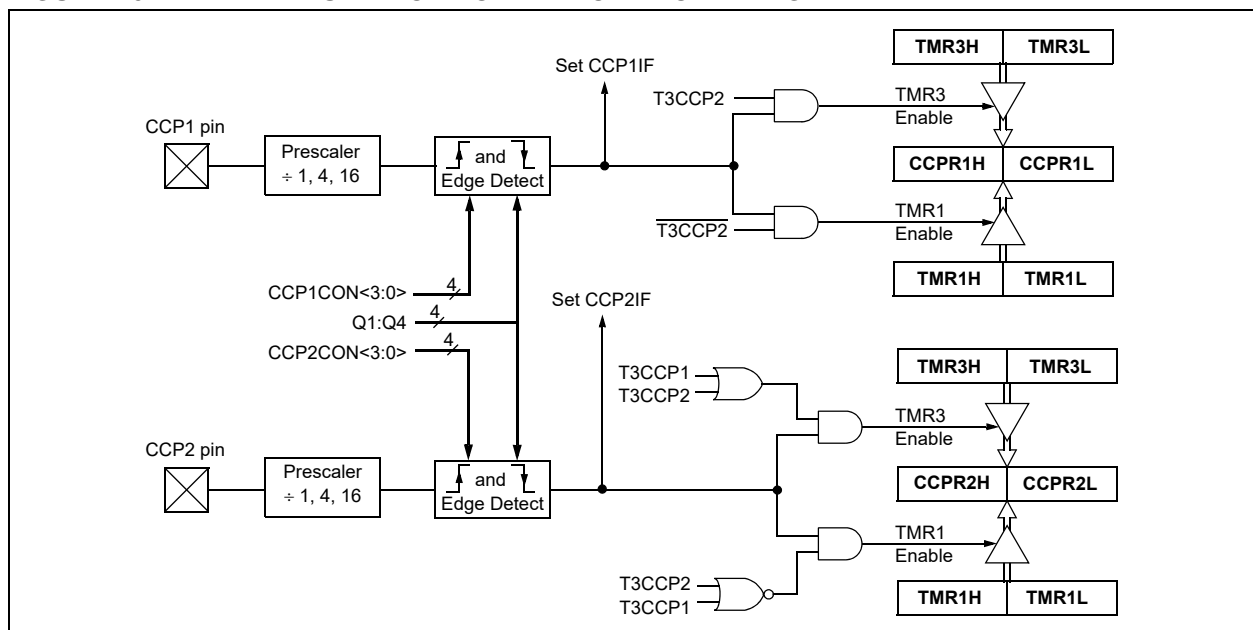 TMR3H TMR3L
Set CCP1IF
T3CCP2
TMR3
Enable
CCP1 pin
Prescaler
÷ 1, 4, 16
and
Edge Detect
CCPR1H CCPR1L
TMR1
Enable
T3CCP2
TMR1H TMR1L
CCP1CON<3:0>
4
Q1:Q4
4
CCP2CON<3:0>
4
Set CCP2IF
TMR3H TMR3L
T3CCP1
T3CCP2
TMR3
Enable
CCP2 pin
Prescaler
÷ 1, 4, 16
and
Edge Detect
CCPR2H CCPR2L
TMR1
Enable
T3CCP2
T3CCP1
TMR1H TMR1L